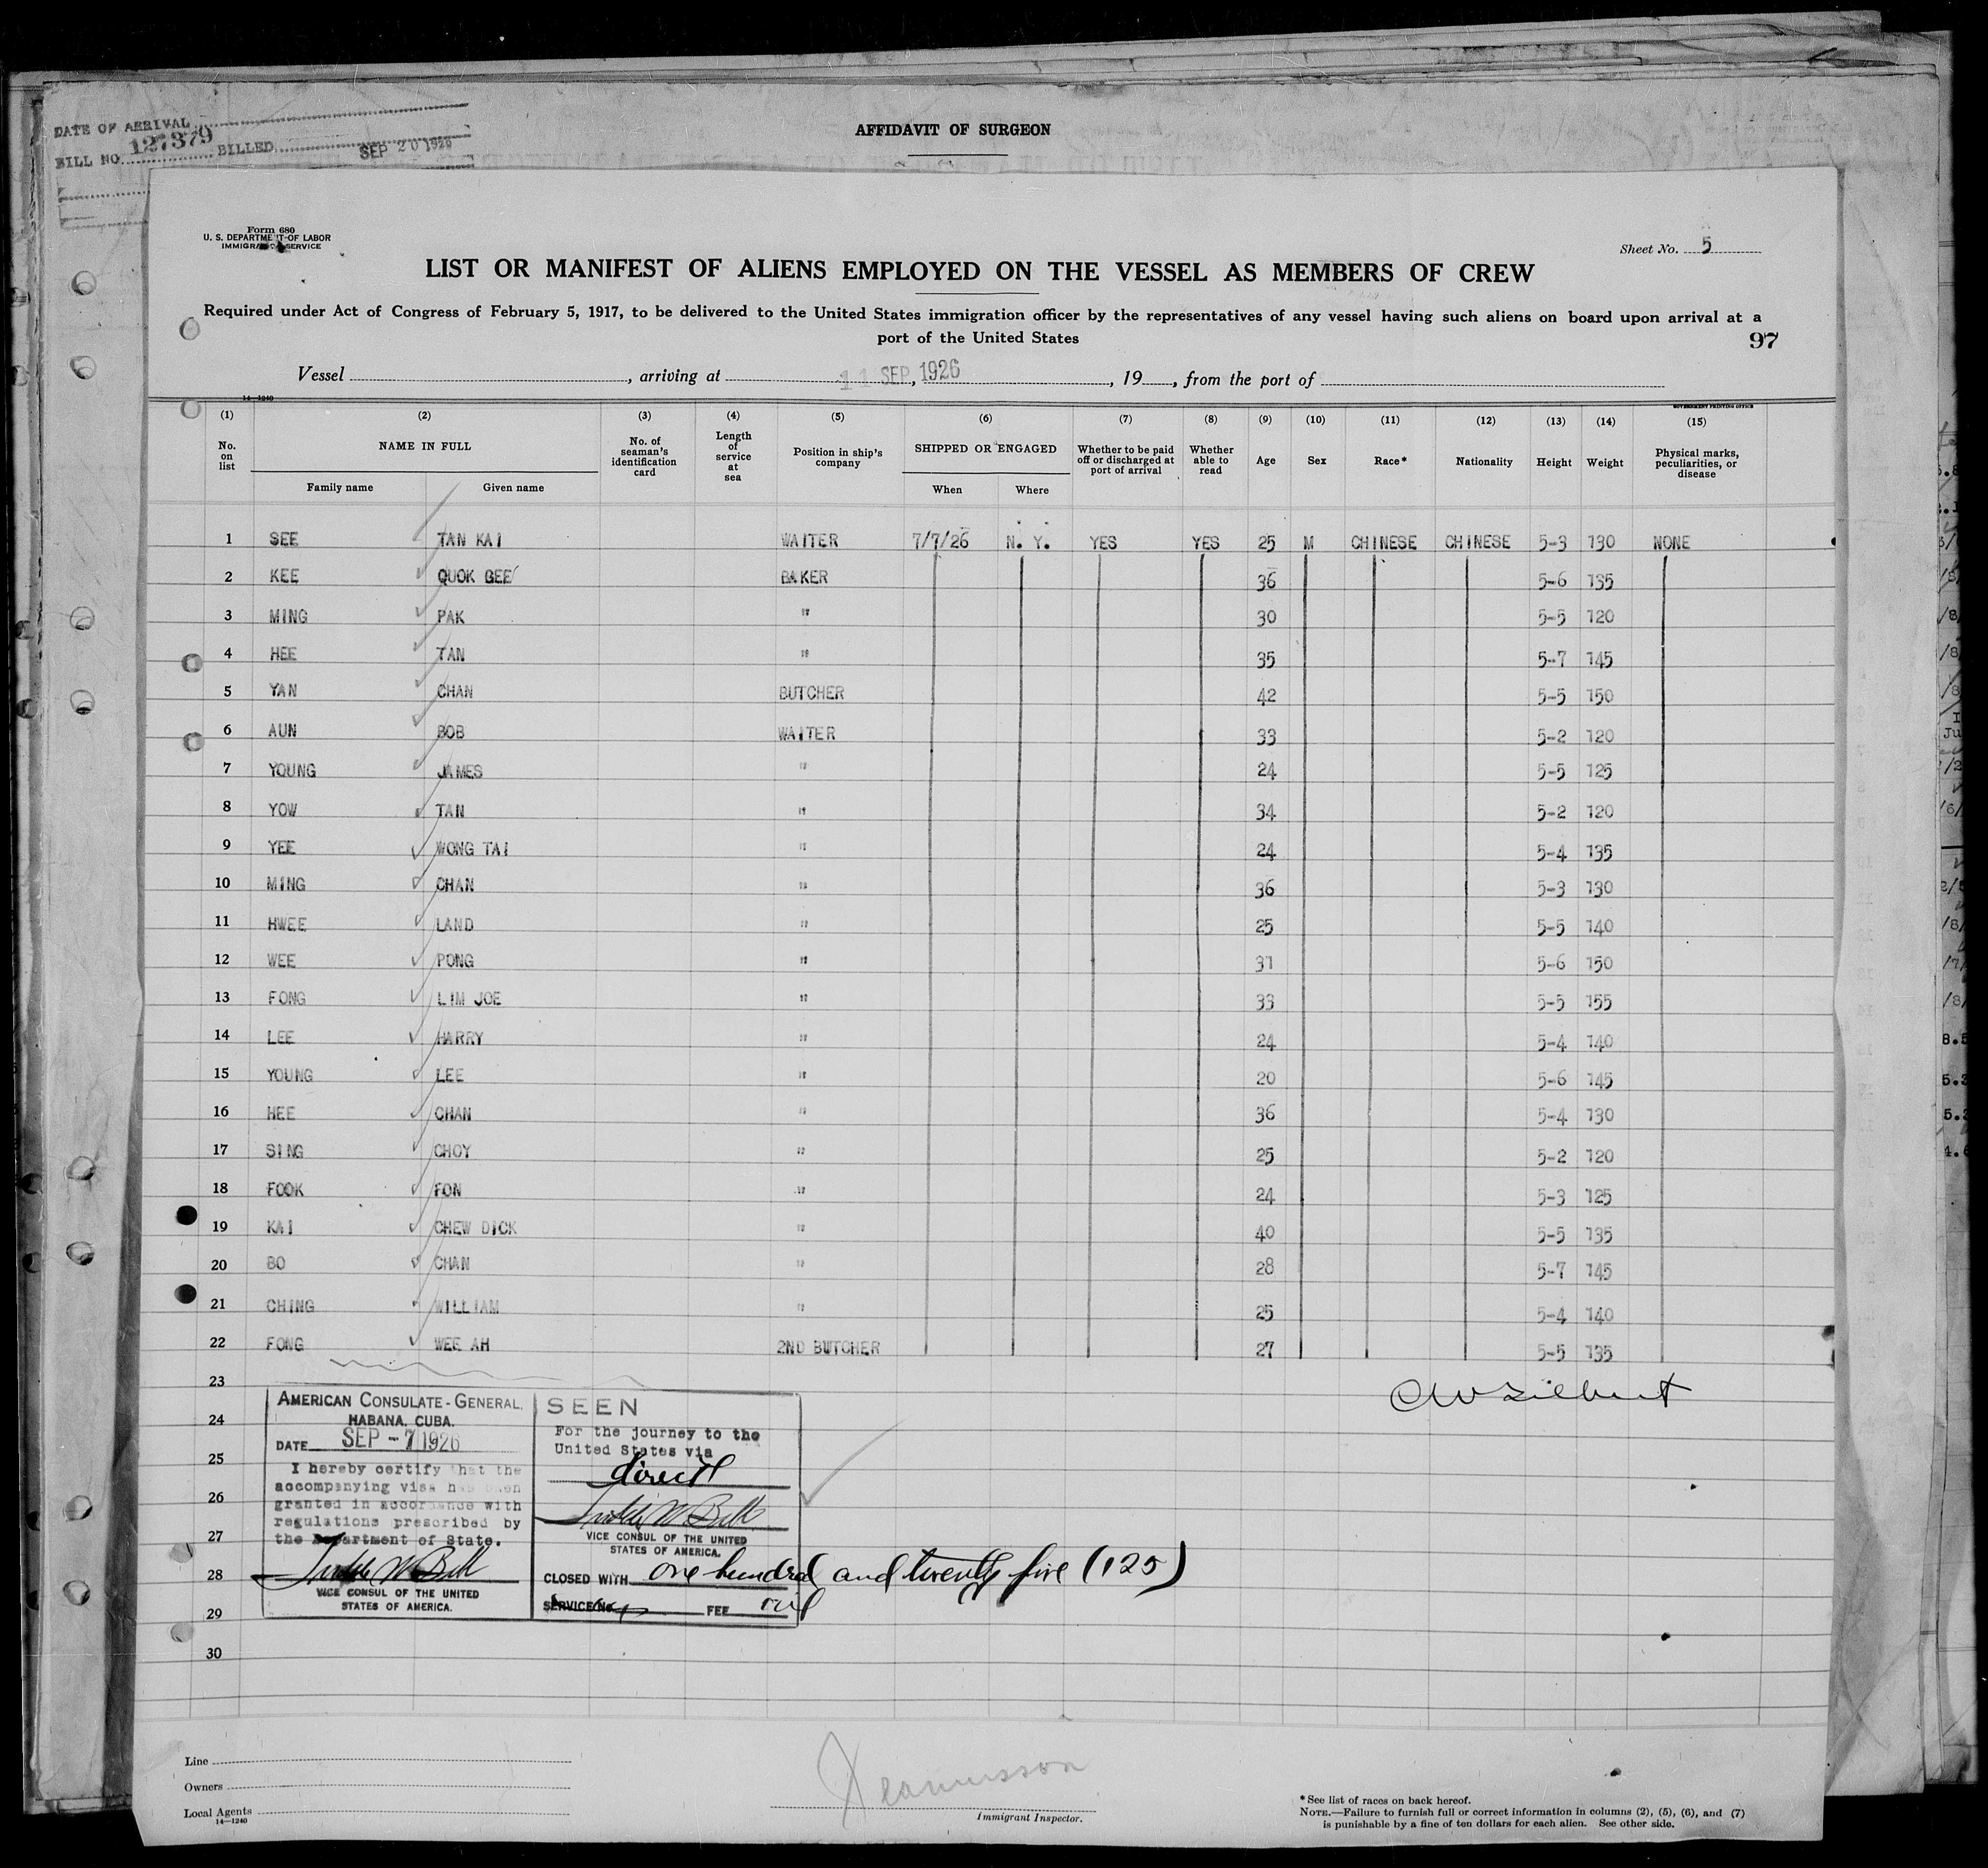 DATE OF ARRIVAL
BILL NO. 127379 BILLED SEP 20 1926
AFFIDAVIT OF SURGEON
Form 680
U. S. DEPARTMENT OF LABOR
IMMIGRATION SERVICE
Sheet No. 5
LIST OR MANIFEST OF ALIENS EMPLOYED ON THE VESSEL AS MEMBERS OF CREW
Required under Act of Congress of February 5, 1917, to be delivered to the United States immigration officer by the representatives of any vessel having such aliens on board upon arrival at a
port of the United States
97
Vessel , arriving at 11 SEP 1926 , , 19 , from the port of
14—1240
GOVERNMENT PRINTING OFFICE
(1) (2) (3) (4) (5) (6) (7) (8) (9) (10) (11) (12) (13) (14) (15)
No. on list NAME IN FULL No. of seaman's identification card Length of service at sea Position in ship's company SHIPPED OR ENGAGED Whether to be paid off or discharged at port of arrival Whether able to read Age Sex Race* Nationality Height Weight Physical marks, peculiarities, or disease
Family name Given name When Where
1 SEE TAN KAI WAITER 7/7/26 N. Y. YES YES 25 M CHINESE CHINESE 5-3 130 NONE
2 KEE QUOK GEE BAKER 36 5-6 135
3 MING PAK " 30 5-5 120
4 HEE TAN " 35 5-7 145
5 YAN CHAN BUTCHER 42 5-5 150
6 AUN BOB WAITER 33 5-2 120
7 YOUNG JAMES " 24 5-5 125
8 YOW TAN " 34 5-2 120
9 YEE WONG TAI " 24 5-4 135
10 MING CHAN " 36 5-3 130
11 HWEE LAND " 25 5-5 140
12 WEE PONG " 31 5-6 150
13 FONG LIM JOE " 33 5-5 155
14 LEE HARRY " 24 5-4 140
15 YOUNG LEE " 20 5-6 145
16 HEE CHAN " 36 5-4 130
17 SING CHOY " 25 5-2 120
18 FOOK FON " 24 5-3 125
19 KAI CHEW DICK " 40 5-5 135
20 BO CHAN " 28 5-7 145
21 CHING WILLIAM " 25 5-4 140
22 FONG WEE AH 2ND BUTCHER 27 5-5 135
23
24
25
26
27
28
29
30
AMERICAN CONSULATE-GENERAL,
HABANA, CUBA.
DATE SEP -7 1926
I hereby certify that the
accompanying visa has been
granted in accordance with
regulations prescribed by
the Department of State.
VICE CONSUL OF THE UNITED
STATES OF AMERICA.
SEEN
For the journey to the
United States via
direct
VICE CONSUL OF THE UNITED
STATES OF AMERICA.
CLOSED WITH one hundred and twenty five (125)
SERVICE No. FEE
Line
Owners
Local Agents
14—1240
Immigrant Inspector.
* See list of races on back hereof.
NOTE.—Failure to furnish full or correct information in columns (2), (5), (6), and (7)
is punishable by a fine of ten dollars for each alien. See other side.